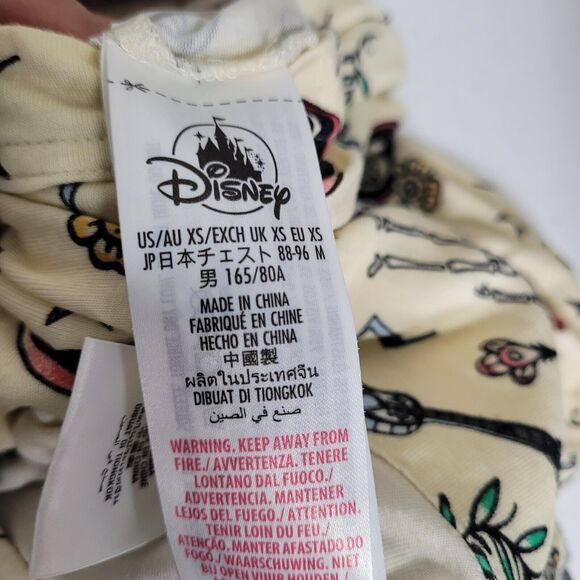 DISNEY
US/AU XS/EXCH UK XS EU XS
JP日本チェスト 88-96 M
男 165/80A
MADE IN CHINA
FABRIQUÉ EN CHINE
HECHO EN CHINA
中國製
ผลิตในประเทศจีน
DIBUAT DI TIONGKOK
صنع في الصين
WARNING. KEEP AWAY FROM
FIRE./ AVVERTENZA. TENERE
LONTANO DAL FUOCO./
ADVERTENCIA. MANTENER
LEJOS DEL FUEGO./ ATTENTION.
TENIR LOIN DU FEU./
ATENÇÃO. MANTER AFASTADO DO
FOGO./ WAARSCHUWING. NIET
BIJ OPEN VUUR HOUDEN